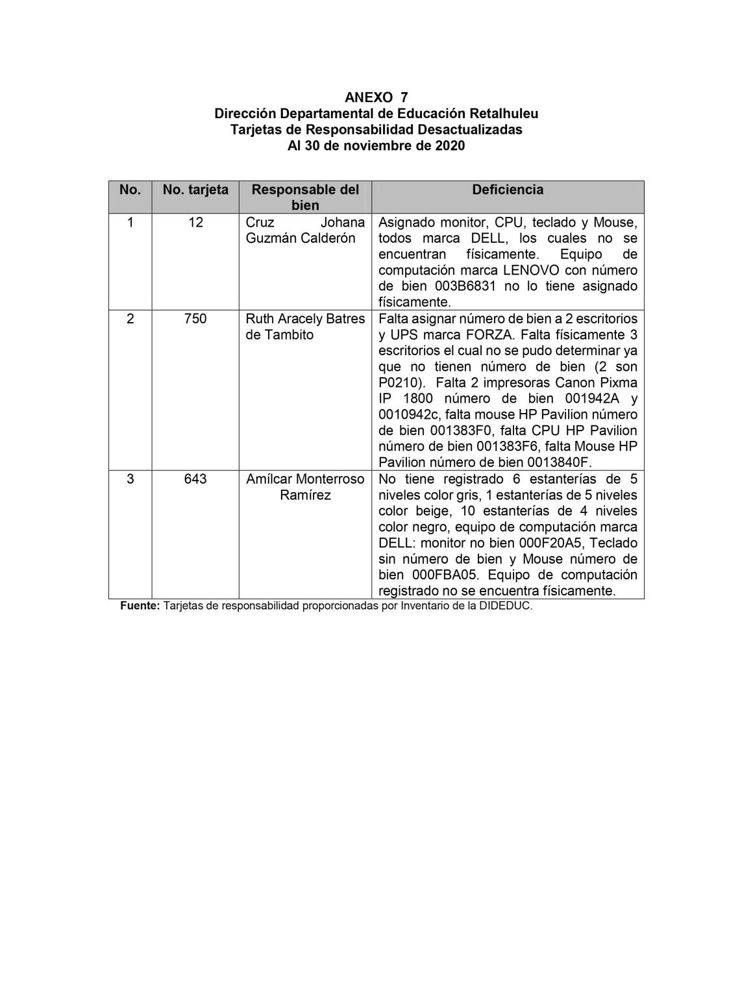 ANEXO 7
Dirección Departamental de Educación Retalhuleu
Tarjetas de Responsabilidad Desactualizadas
Al 30 de noviembre de 2020
No. No. tarjeta Responsable del bien Deficiencia
1 12 Cruz Johana
Guzmán Calderón
Asignado monitor, CPU, teclado y Mouse,
todos marca DELL, los cuales no se
encuentran físicamente. Equipo de
computación marca LENOVO con número
de bien 003B6831 no lo tiene asignado
físicamente.
2 750 Ruth Aracely Batres
de Tambito
Falta asignar número de bien a 2 escritorios
y UPS marca FORZA. Falta físicamente 3
escritorios el cual no se pudo determinar ya
que no tienen número de bien (2 son
P0210). Falta 2 impresoras Canon Pixma
IP 1800 número de bien 001942A y
0010942c, falta mouse HP Pavilion número
de bien 001383F0, falta CPU HP Pavilion
número de bien 001383F6, falta Mouse HP
Pavilion número de bien 0013840F.
3 643 Amílcar Monterroso
Ramírez
No tiene registrado 6 estanterías de 5
niveles color gris, 1 estanterías de 5 niveles
color beige, 10 estanterías de 4 niveles
color negro, equipo de computación marca
DELL: monitor no bien 000F20A5, Teclado
sin número de bien y Mouse número de
bien 000FBA05. Equipo de computación
registrado no se encuentra físicamente.
Fuente: Tarjetas de responsabilidad proporcionadas por Inventario de la DIDEDUC.